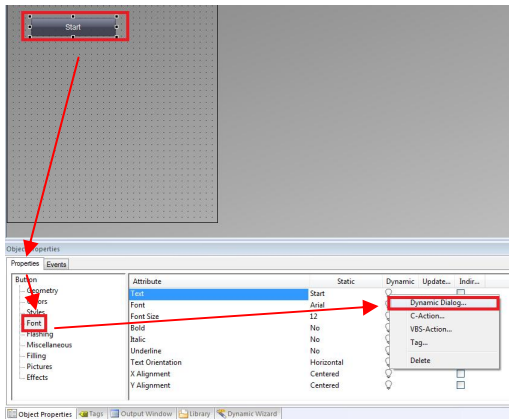 Start
Object Properties
Properties Events
Button
Geometry
Colors
Styles
Font
Flashing
Miscellaneous
Filling
Pictures
Effects
Attribute Static Dynamic Update... Indir...
Text Start
Font Arial
Font Size 12
Bold No
Italic No
Underline No
Text Orientation Horizontal
X Alignment Centered
Y Alignment Centered
Dynamic Dialog...
C-Action...
VBS-Action...
Tag...
Delete
Object Properties Tags Output Window Library Dynamic Wizard